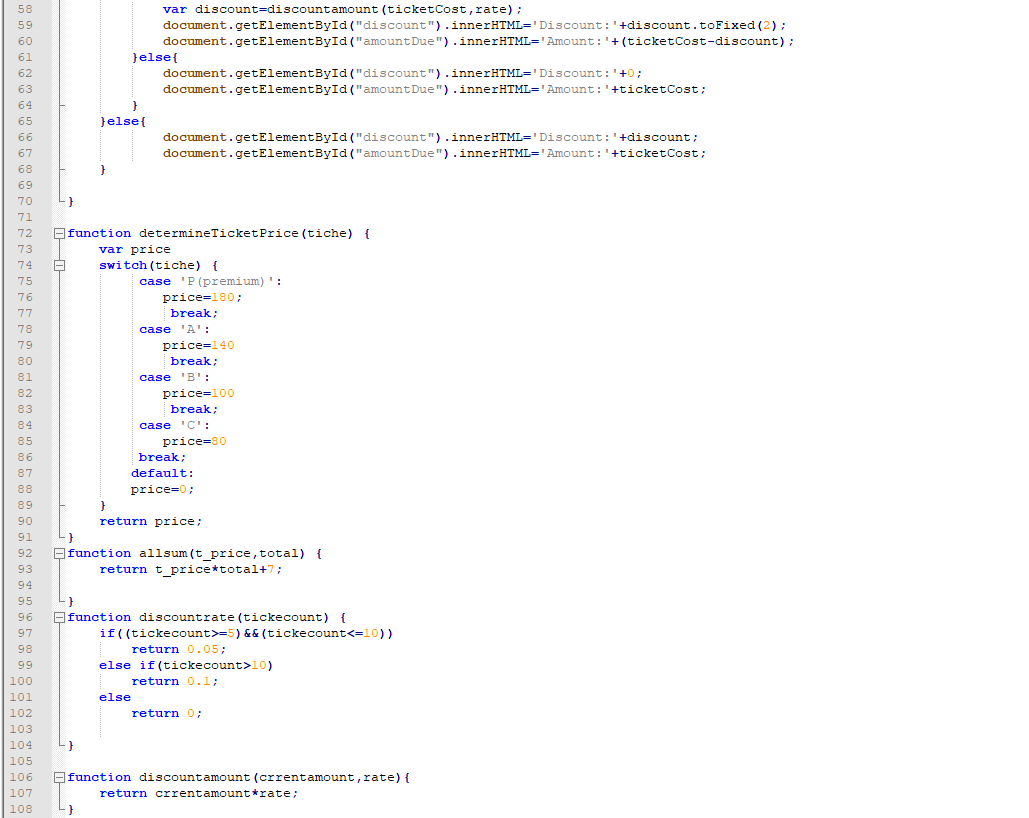 58 var discount=discountamount(ticketCost,rate);
59 document.getElementById("discount").innerHTML='Discount:'+discount.toFixed(2);
60 document.getElementById("amountDue").innerHTML='Amount:'+(ticketCost-discount);
61 }else{
62 document.getElementById("discount").innerHTML='Discount:'+0;
63 document.getElementById("amountDue").innerHTML='Amount:'+ticketCost;
64 }
65 }else{
66 document.getElementById("discount").innerHTML='Discount:'+discount;
67 document.getElementById("amountDue").innerHTML='Amount:'+ticketCost;
68 }
69
70 }
71
72 function determineTicketPrice(tiche) {
73 var price
74 switch(tiche) {
75 case 'P(premium)':
76 price=180;
77 break;
78 case 'A':
79 price=140
80 break;
81 case 'B':
82 price=100
83 break;
84 case 'C':
85 price=80
86 break;
87 default:
88 price=0;
89 }
90 return price;
91 }
92 function allsum(t_price,total) {
93 return t_price*total+7;
94
95 }
96 function discountrate(tickecount) {
97 if((tickecount>=5)&&(tickecount<=10))
98 return 0.05;
99 else if(tickecount>10)
100 return 0.1;
101 else
102 return 0;
103
104 }
105
106 function discountamount(crrentamount,rate){
107 return crrentamount*rate;
108 }